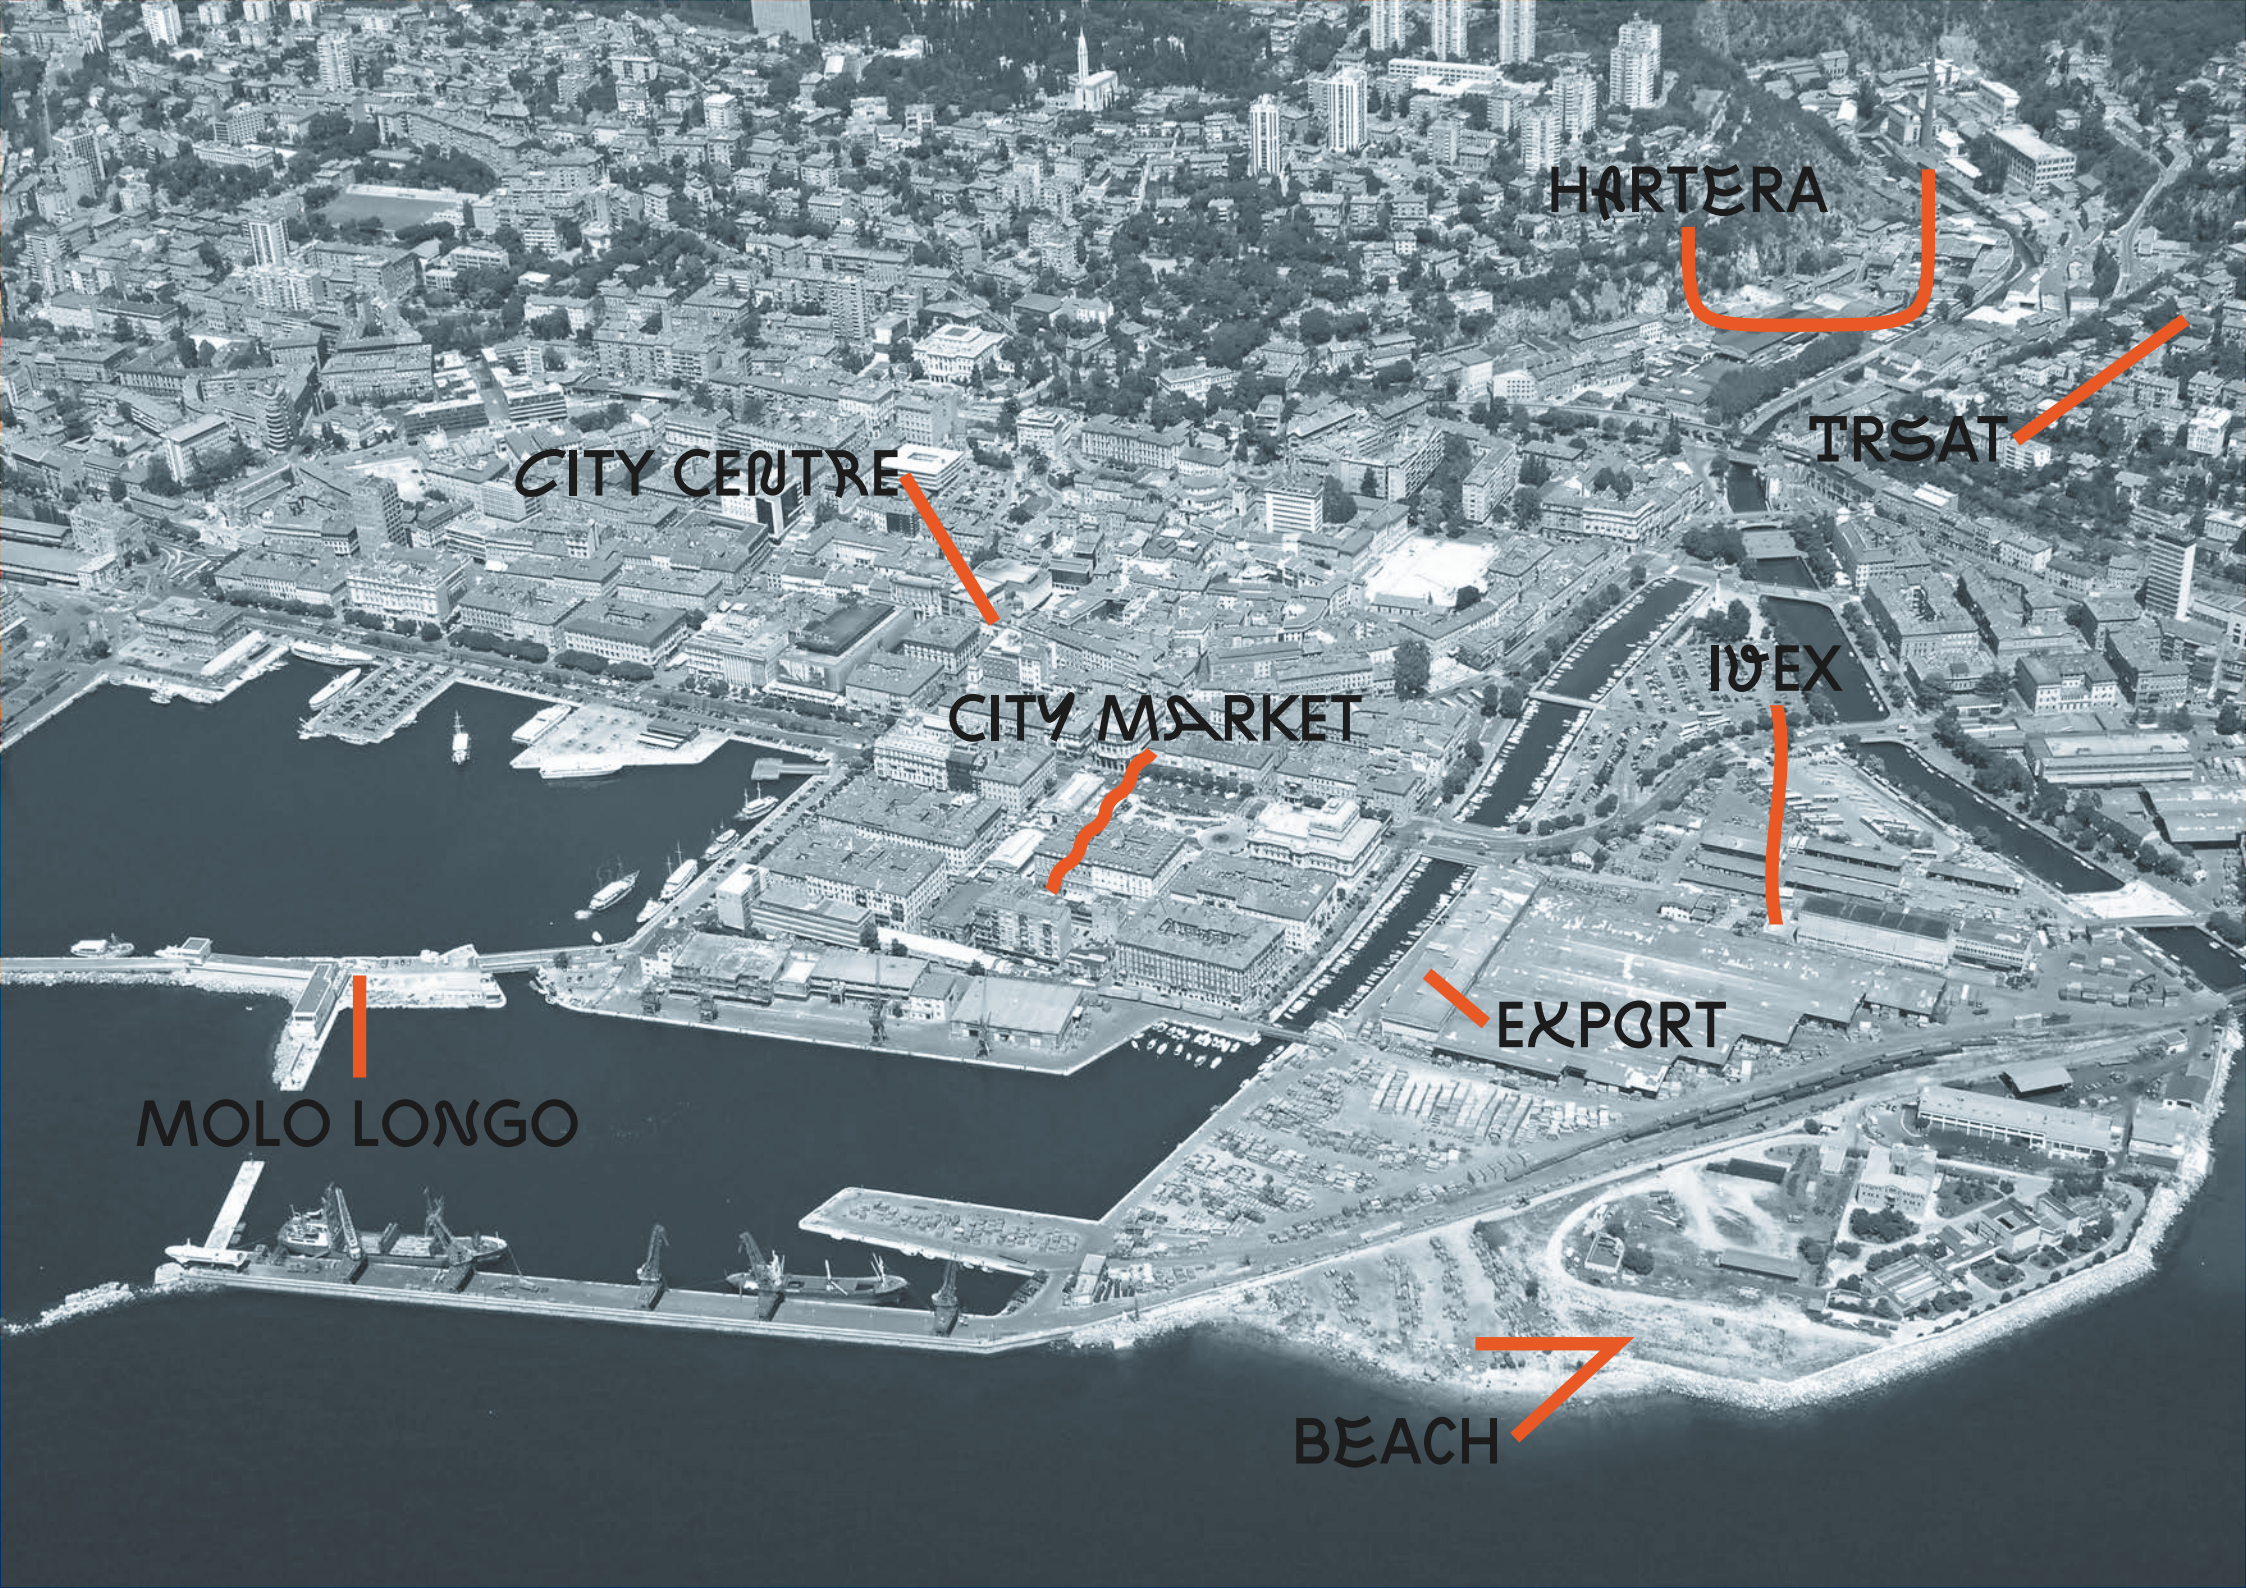 HARTERA
TRSAT
CITY CENTRE
IVEX
CITY MARKET
EXPORT
MOLO LONGO
BEACH